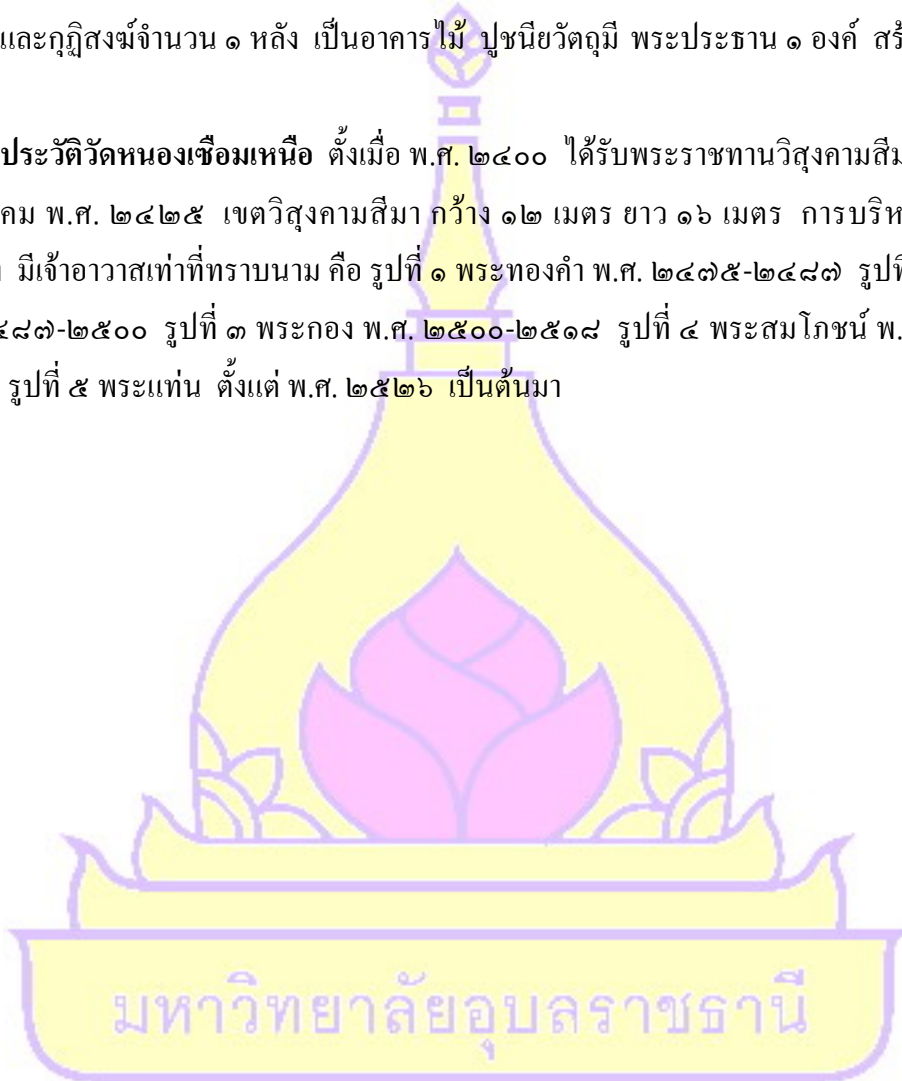 และกุฏิสงฆ์จำนวน ๑ หลัง เป็นอาคารไม้ ปูชนียวัตถุมี พระประธาน ๑ องค์ สร้
ประวัติวัดหนองเซือมเหนือ ตั้งเมื่อ พ.ศ. ๒๔๐๐ ได้รับพระราชทานวิสุงคามสีม
คม พ.ศ. ๒๔๒๕ เขตวิสุงคามสีมา กว้าง ๑๒ เมตร ยาว ๑๖ เมตร การบริห
มีเจ้าอาวาสเท่าที่ทราบนาม คือ รูปที่ ๑ พระทองคำ พ.ศ. ๒๔๗๕-๒๔๘๗ รูปที่
๔๘๗-๒๕๐๐ รูปที่ ๓ พระกอง พ.ศ. ๒๕๐๐-๒๕๑๘ รูปที่ ๔ พระสมโภชน์ พ.
รูปที่ ๕ พระแท่น ตั้งแต่ พ.ศ. ๒๕๒๖ เป็นต้นมา
มหาวิทยาลัยอุบลราชธานี